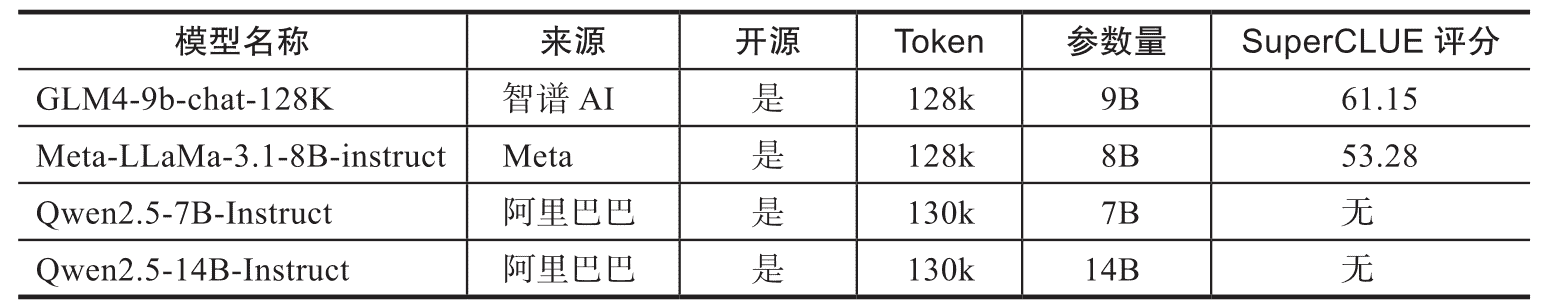 模型名称 来源 开源 Token 参数量 SuperCLUE 评分
GLM4-9b-chat-128K 智谱 AI 是 128k 9B 61.15
Meta-LLaMa-3.1-8B-instruct Meta 是 128k 8B 53.28
Qwen2.5-7B-Instruct 阿里巴巴 是 130k 7B 无
Qwen2.5-14B-Instruct 阿里巴巴 是 130k 14B 无